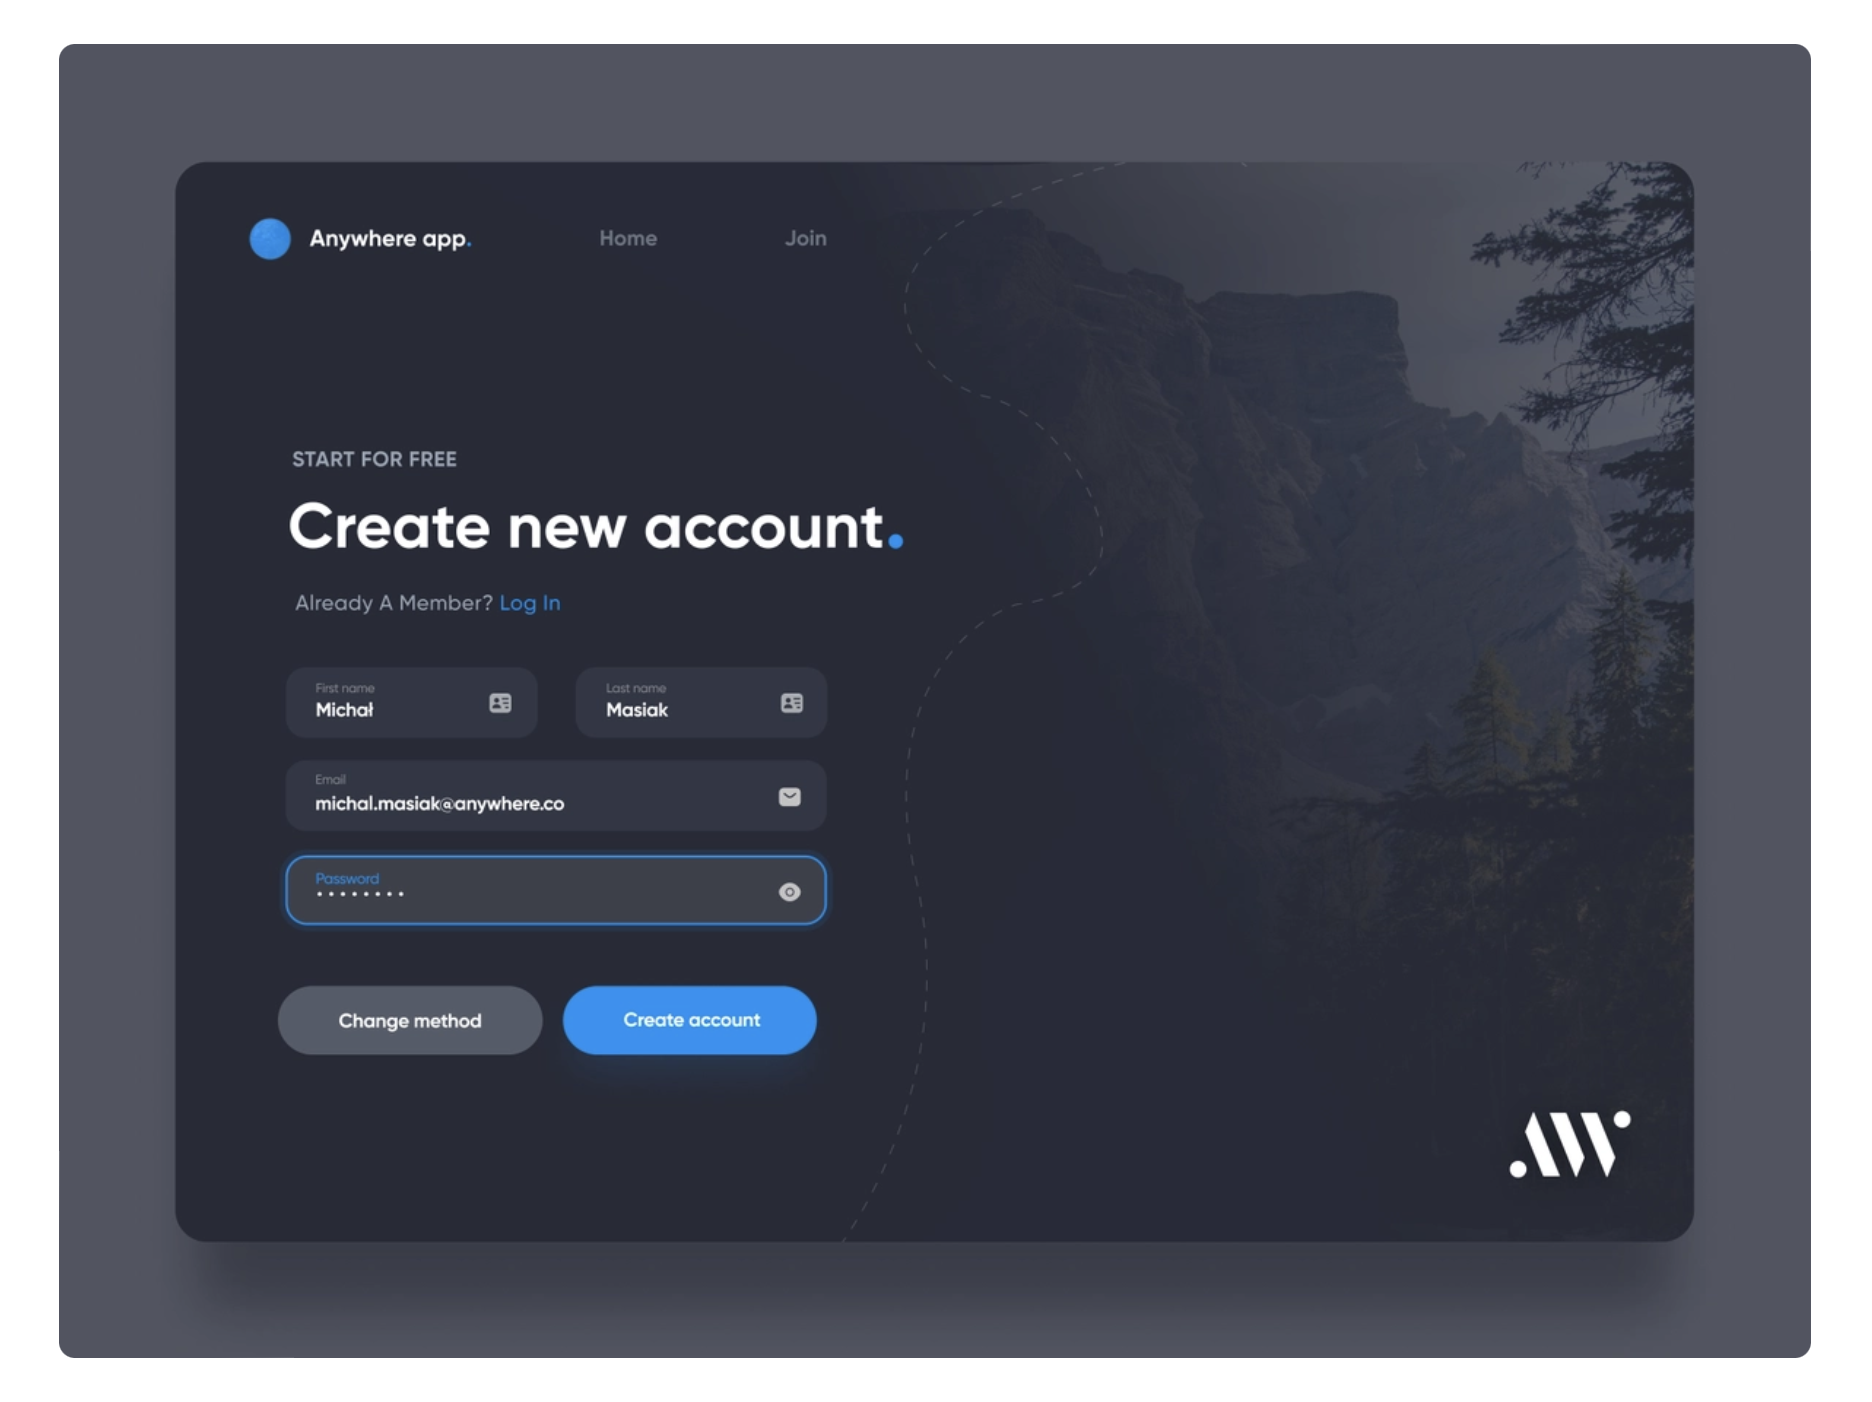 Anywhere app.
Home
Join
START FOR FREE
Create new account.
Already A Member? Log In
First name
Michał
Last name
Masiak
Email
michal.masiak@anywhere.co
Password
••••••••
Change method
Create account
.AW